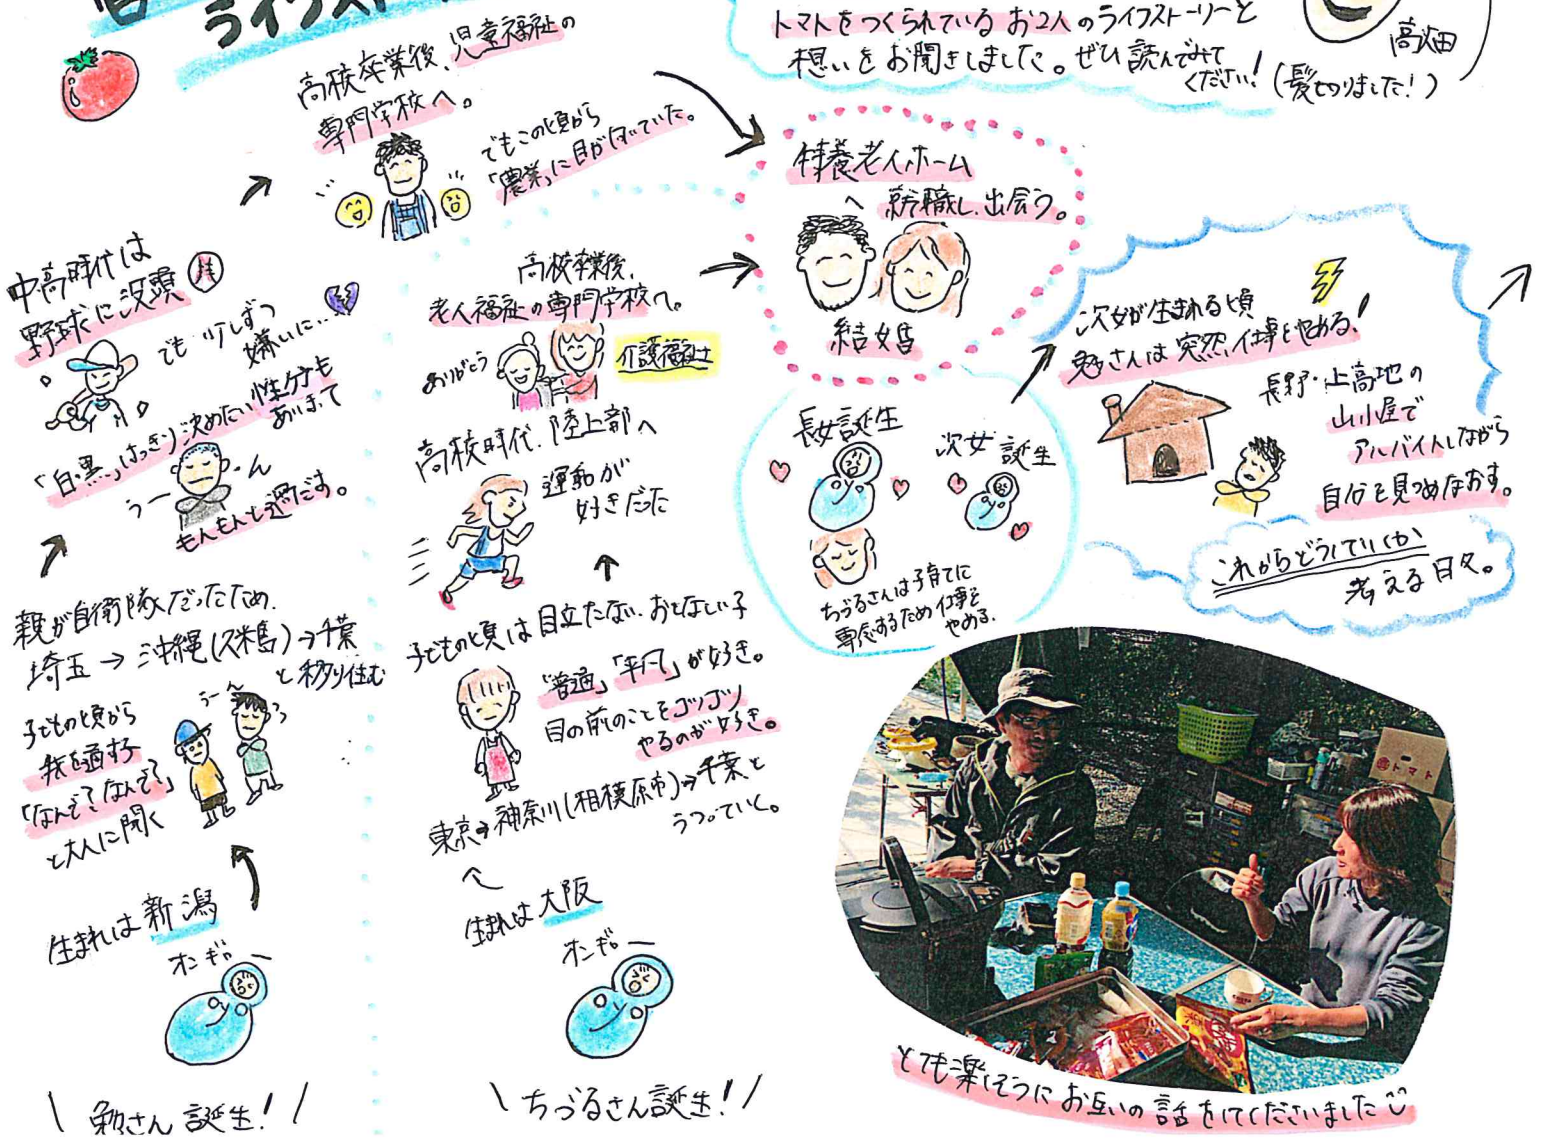 ライフスト
トマトをつくられているお2人のライフストーリーと
想いをお聞きしました。ぜひ読んでみて
ください!
(髪切りました!)
高畑
高校卒業後、児童福祉の
専門学校へ。
でもこの頃から
「農業」に目が向いていた。
中高時代は
野球に没頭
でも少しずつ
嫌いに…
「白・黒」はっきり決めたい性分も
あいまって
うーーん
もんもんと過ごす。
親が自衛隊だったため、
埼玉→沖縄(久米島)→千葉
と移り住む
子どもの頃から
我を通す子
「なんで?なんで?」
と大人に聞く
うーん
生まれは新潟
オンギャー
\ 勉さん誕生! /
高校卒業後、
老人福祉の専門学校へ。
ありがとう
介護福祉士
高校時代、陸上部へ
運動が
好きだった
子どもの頃は目立たない、おとなしい子
「普通」「平凡」が好き。
目の前のことをコツコツ
やるのが好き。
東京→神奈川(相模原市)→千葉と
うつっていく。
生まれは大阪
オンギャー
\ ちづるさん誕生! /
特養老人ホーム
へ就職し、出会う。
結婚
長女誕生
次女誕生
ちづるさんは子育てに
専念するため仕事を
やめる。
次女が生まれる頃
勉さんは突然、仕事をやめる!
長野・上高地の
山小屋で
アルバイトしながら
自分を見つめなおす。
これからどうしていくか
考える日々。
トマト
とても楽しそうにお互いの話をしてくださいました